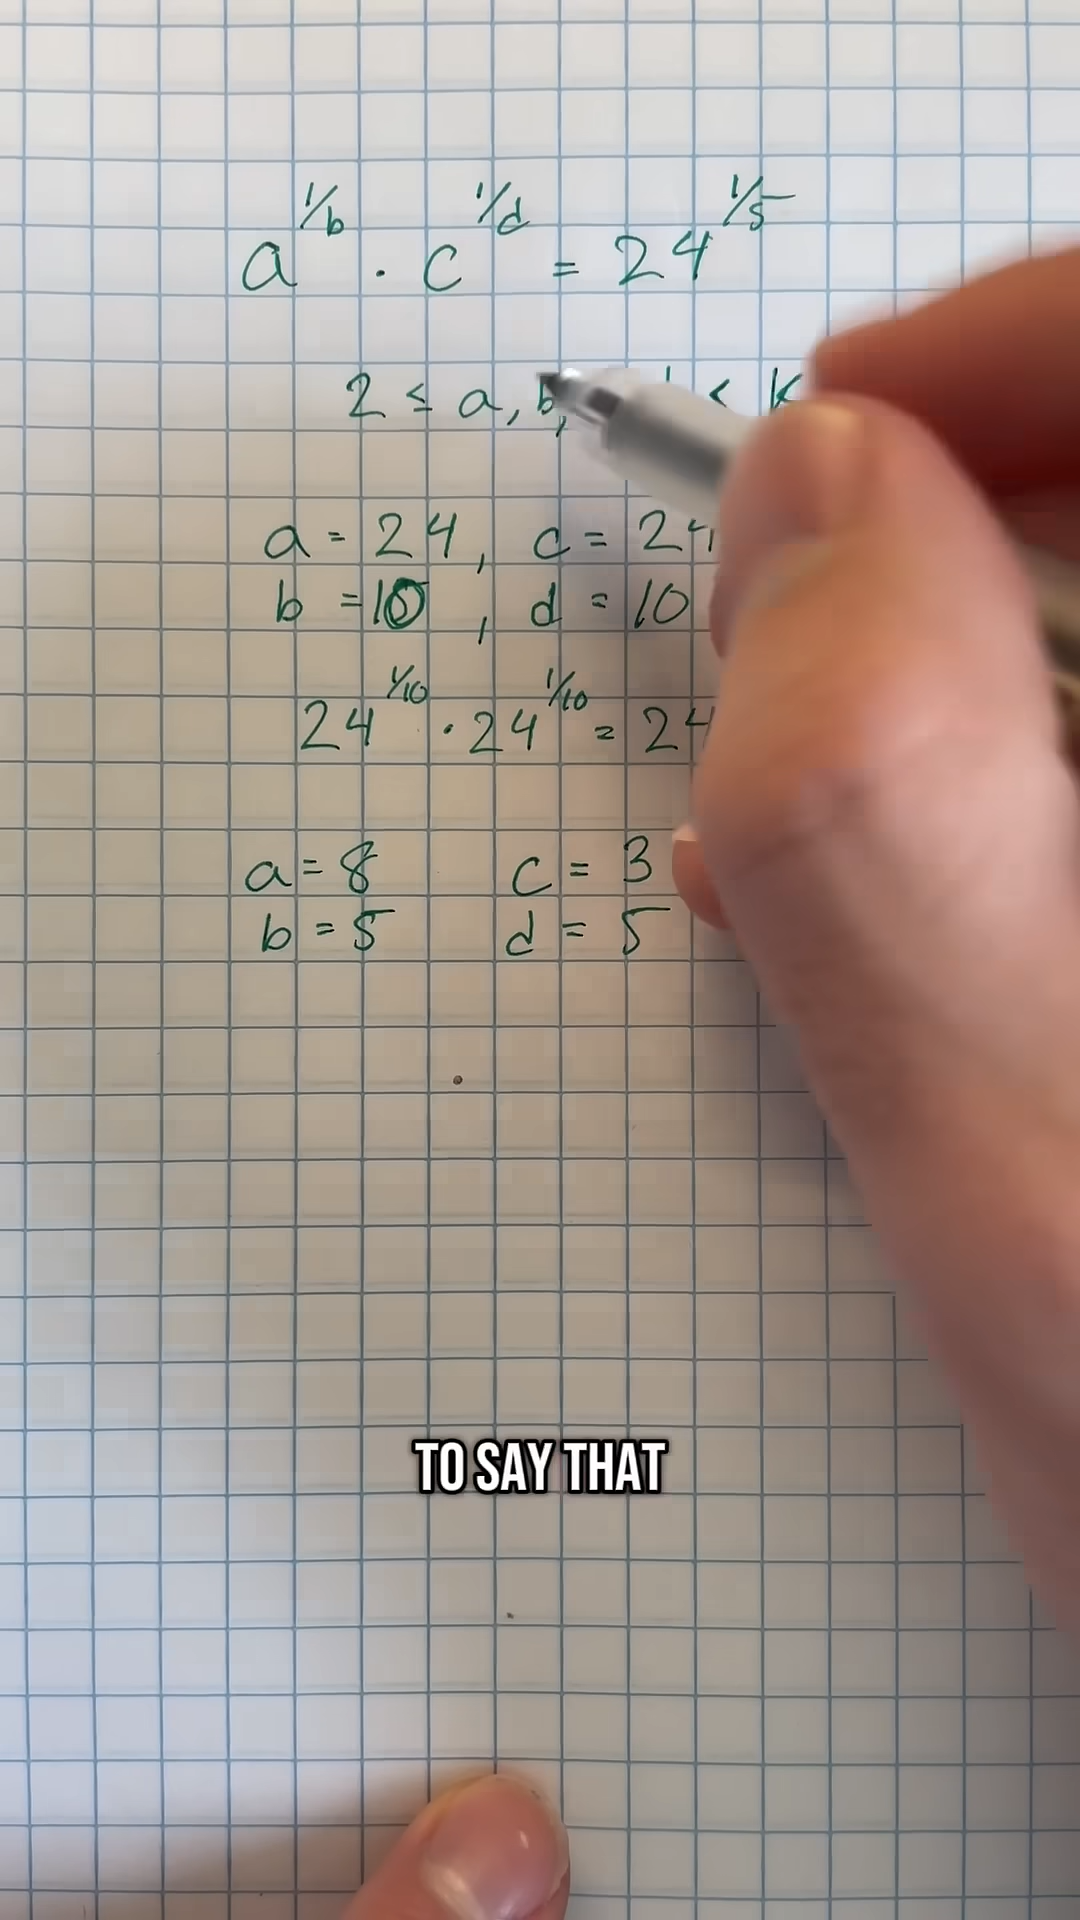 a^(1/b) · c^(1/d) = 24^(1/5)
2 ≤ a, b, < K
a = 24, c = 24
b = 10, d = 10
24^(1/10) · 24^(1/10) = 24
a = 8 c = 3
b = 5 d = 5
TO SAY THAT